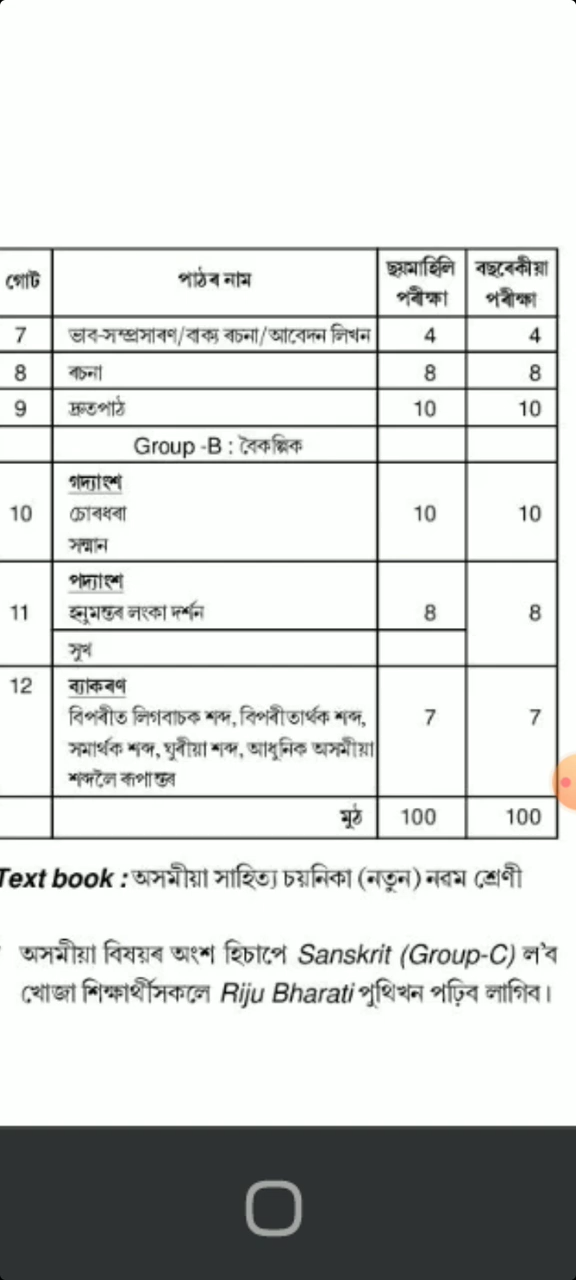 গোট পাঠৰ নাম ছয়মাহিলি পৰীক্ষা বছৰেকীয়া পৰীক্ষা
7 ভাব-সম্প্ৰসাৰণ/বাক্য ৰচনা/আবেদন লিখন 4 4
8 ৰচনা 8 8
9 দ্ৰুতপাঠ 10 10
Group -B : বৈকল্পিক
গদ্যাংশ
10 চোৰধৰা 10 10
সন্মান
পদ্যাংশ
11 হনুমন্তৰ লংকা দৰ্শন 8 8
সুখ
12 ব্যাকৰণ
বিপৰীত লিগবাচক শব্দ, বিপৰীতাৰ্থক শব্দ, 7 7
সমাৰ্থক শব্দ, ঘুৰীয়া শব্দ, আধুনিক অসমীয়া
শব্দলৈ ৰূপান্তৰ
মুঠ 100 100
Text book : অসমীয়া সাহিত্য চয়নিকা (নতুন) নৱম শ্ৰেণী
অসমীয়া বিষয়ৰ অংশ হিচাপে Sanskrit (Group-C) ল'ব
খোজা শিক্ষাৰ্থীসকলে Riju Bharati পুথিখন পঢ়িব লাগিব।